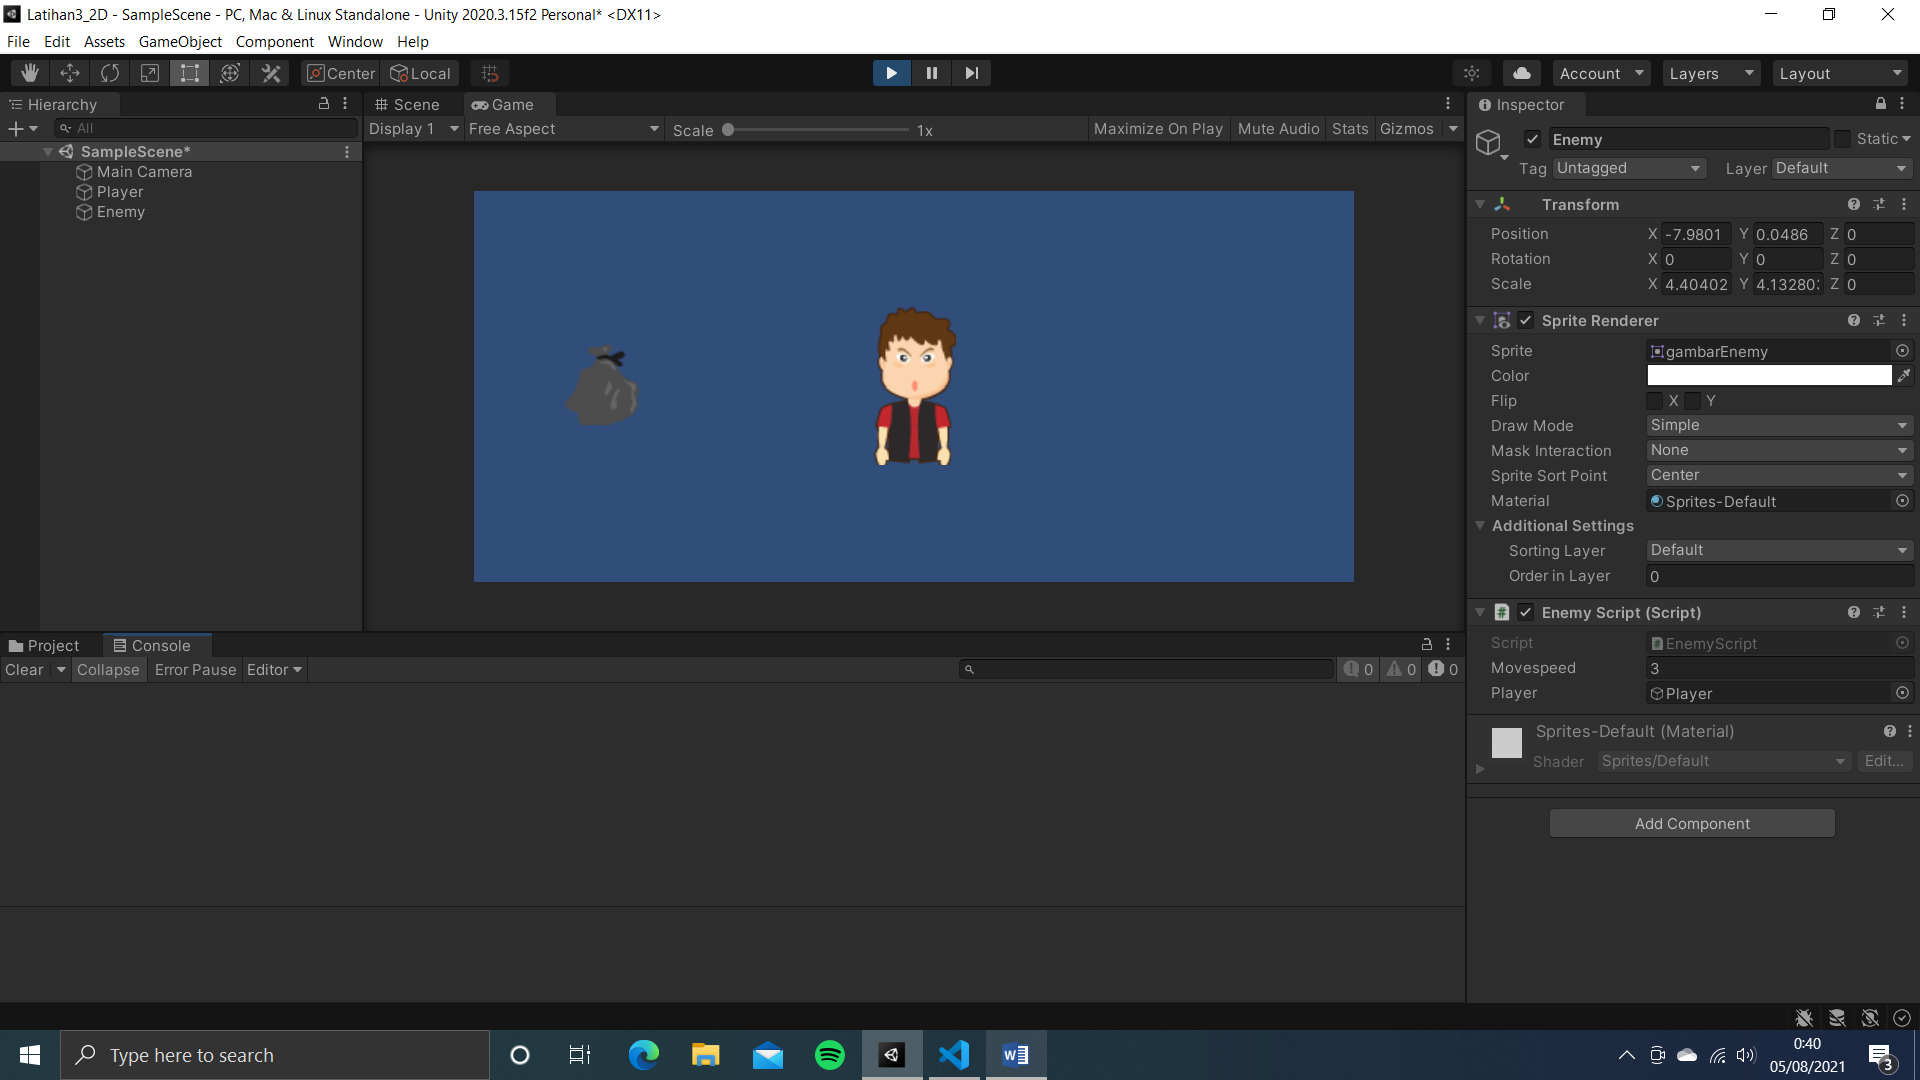 Latihan3_2D - SampleScene - PC, Mac & Linux Standalone - Unity 2020.3.15f2 Personal* <DX11>
File Edit Assets GameObject Component Window Help
Center Local Account Layers Layout
Hierarchy
All
SampleScene*
Main Camera
Player
Enemy
Scene Game
Display 1 Free Aspect Scale 1x Maximize On Play Mute Audio Stats Gizmos
Inspector
Enemy Static
Tag Untagged Layer Default
Transform
Position X -7.9801 Y 0.0486 Z 0
Rotation X 0 Y 0 Z 0
Scale X 4.40402 Y 4.13280 Z 0
Sprite Renderer
Sprite gambarEnemy
Color
Flip X Y
Draw Mode Simple
Mask Interaction None
Sprite Sort Point Center
Material Sprites-Default
Additional Settings
Sorting Layer Default
Order in Layer 0
Enemy Script (Script)
Script EnemyScript
Movespeed 3
Player Player
Sprites-Default (Material)
Shader Sprites/Default Edit...
Add Component
Project Console
Clear Collapse Error Pause Editor 0 0 0
Type here to search
0:40
05/08/2021
3